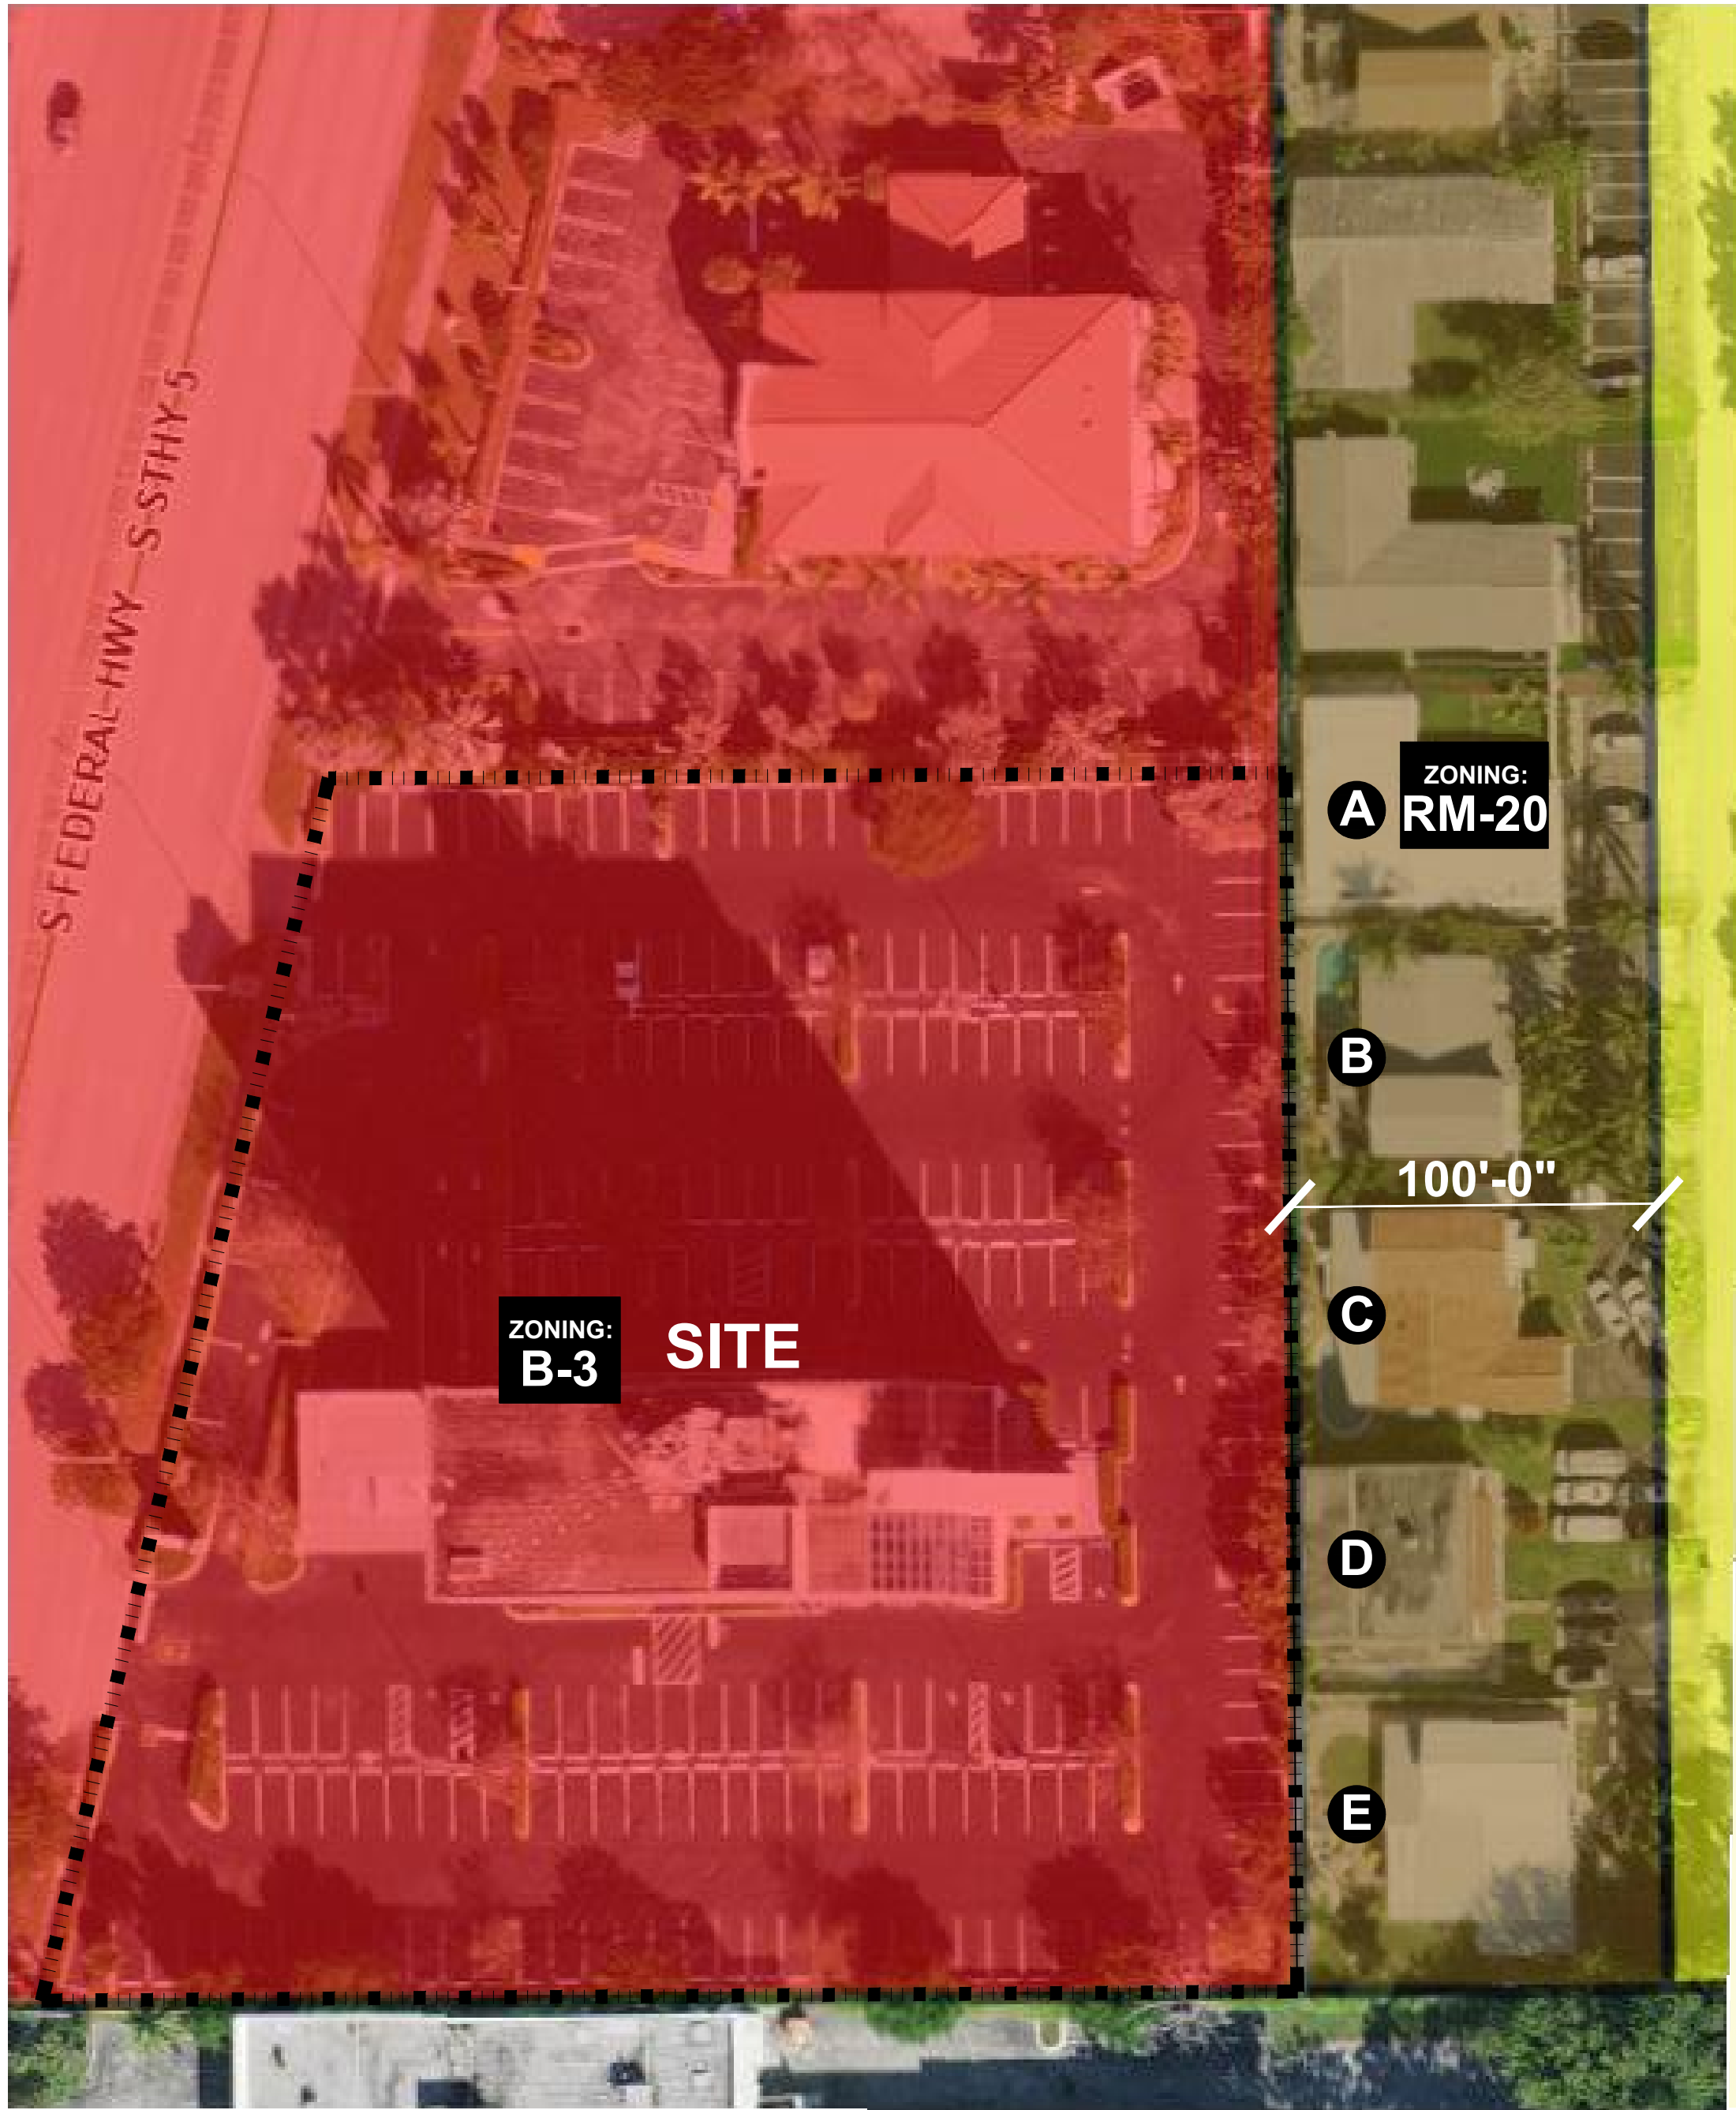 S FEDERAL HWY S STHY 5
A
ZONING:
RM-20
B
100'-0"
C
ZONING:
B-3
SITE
D
E